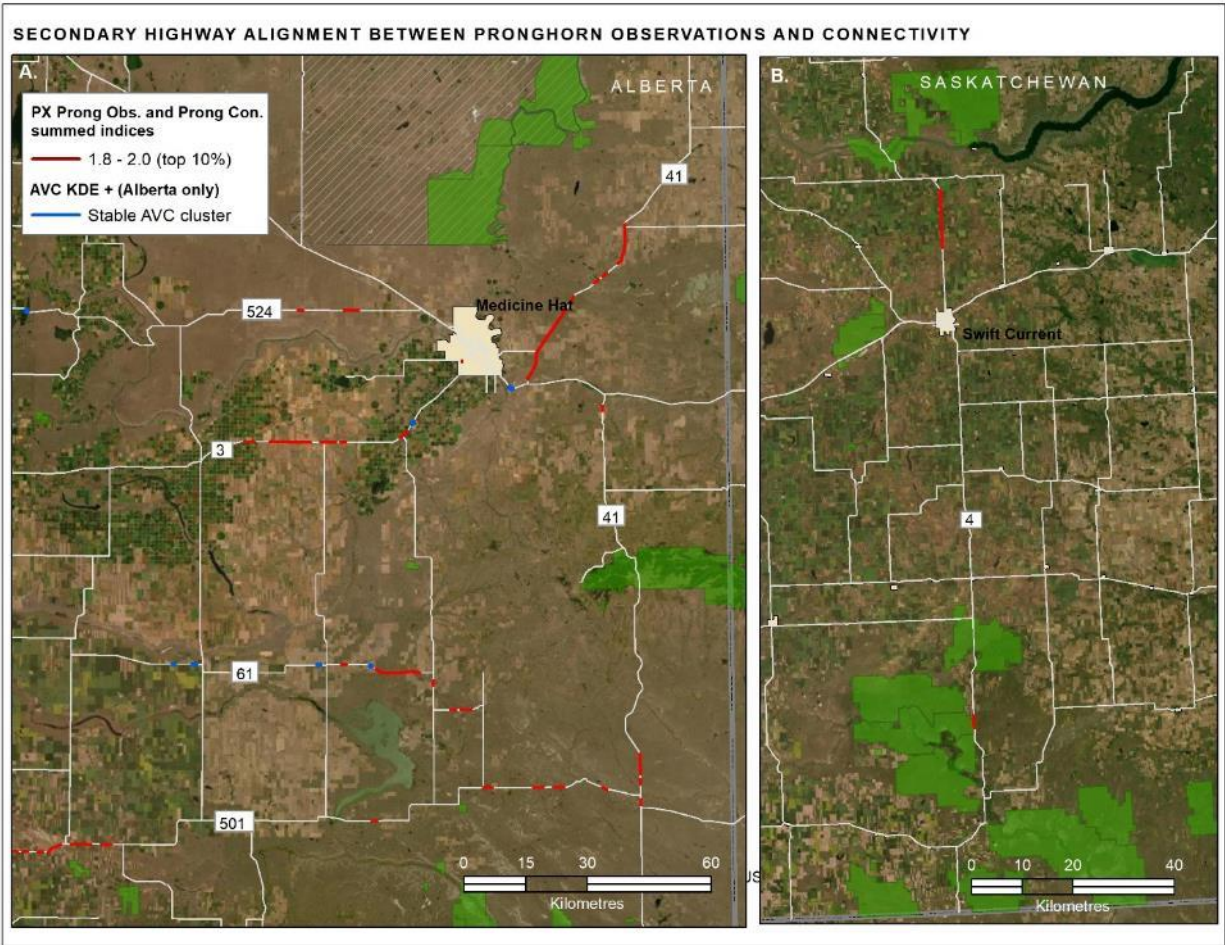 SECONDARY HIGHWAY ALIGNMENT BETWEEN PRONGHORN OBSERVATIONS AND CONNECTIVITY
A.
ALBERTA
PX Prong Obs. and Prong Con.
summed indices
1.8 - 2.0 (top 10%)
AVC KDE + (Alberta only)
Stable AVC cluster
41
524
Medicine Hat
3
41
61
501
0 15 30 60
Kilometres
US
B.
SASKATCHEWAN
Swift Current
4
0 10 20 40
Kilometres